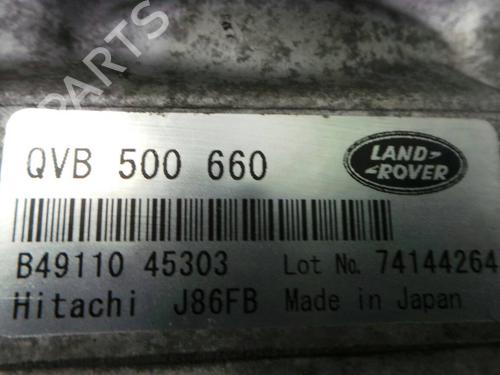 PARTS
QVB 500 660
LAND-
-ROVER
B49110 45303 Lot No. 74144264
Hitachi J86FB Made in Japan